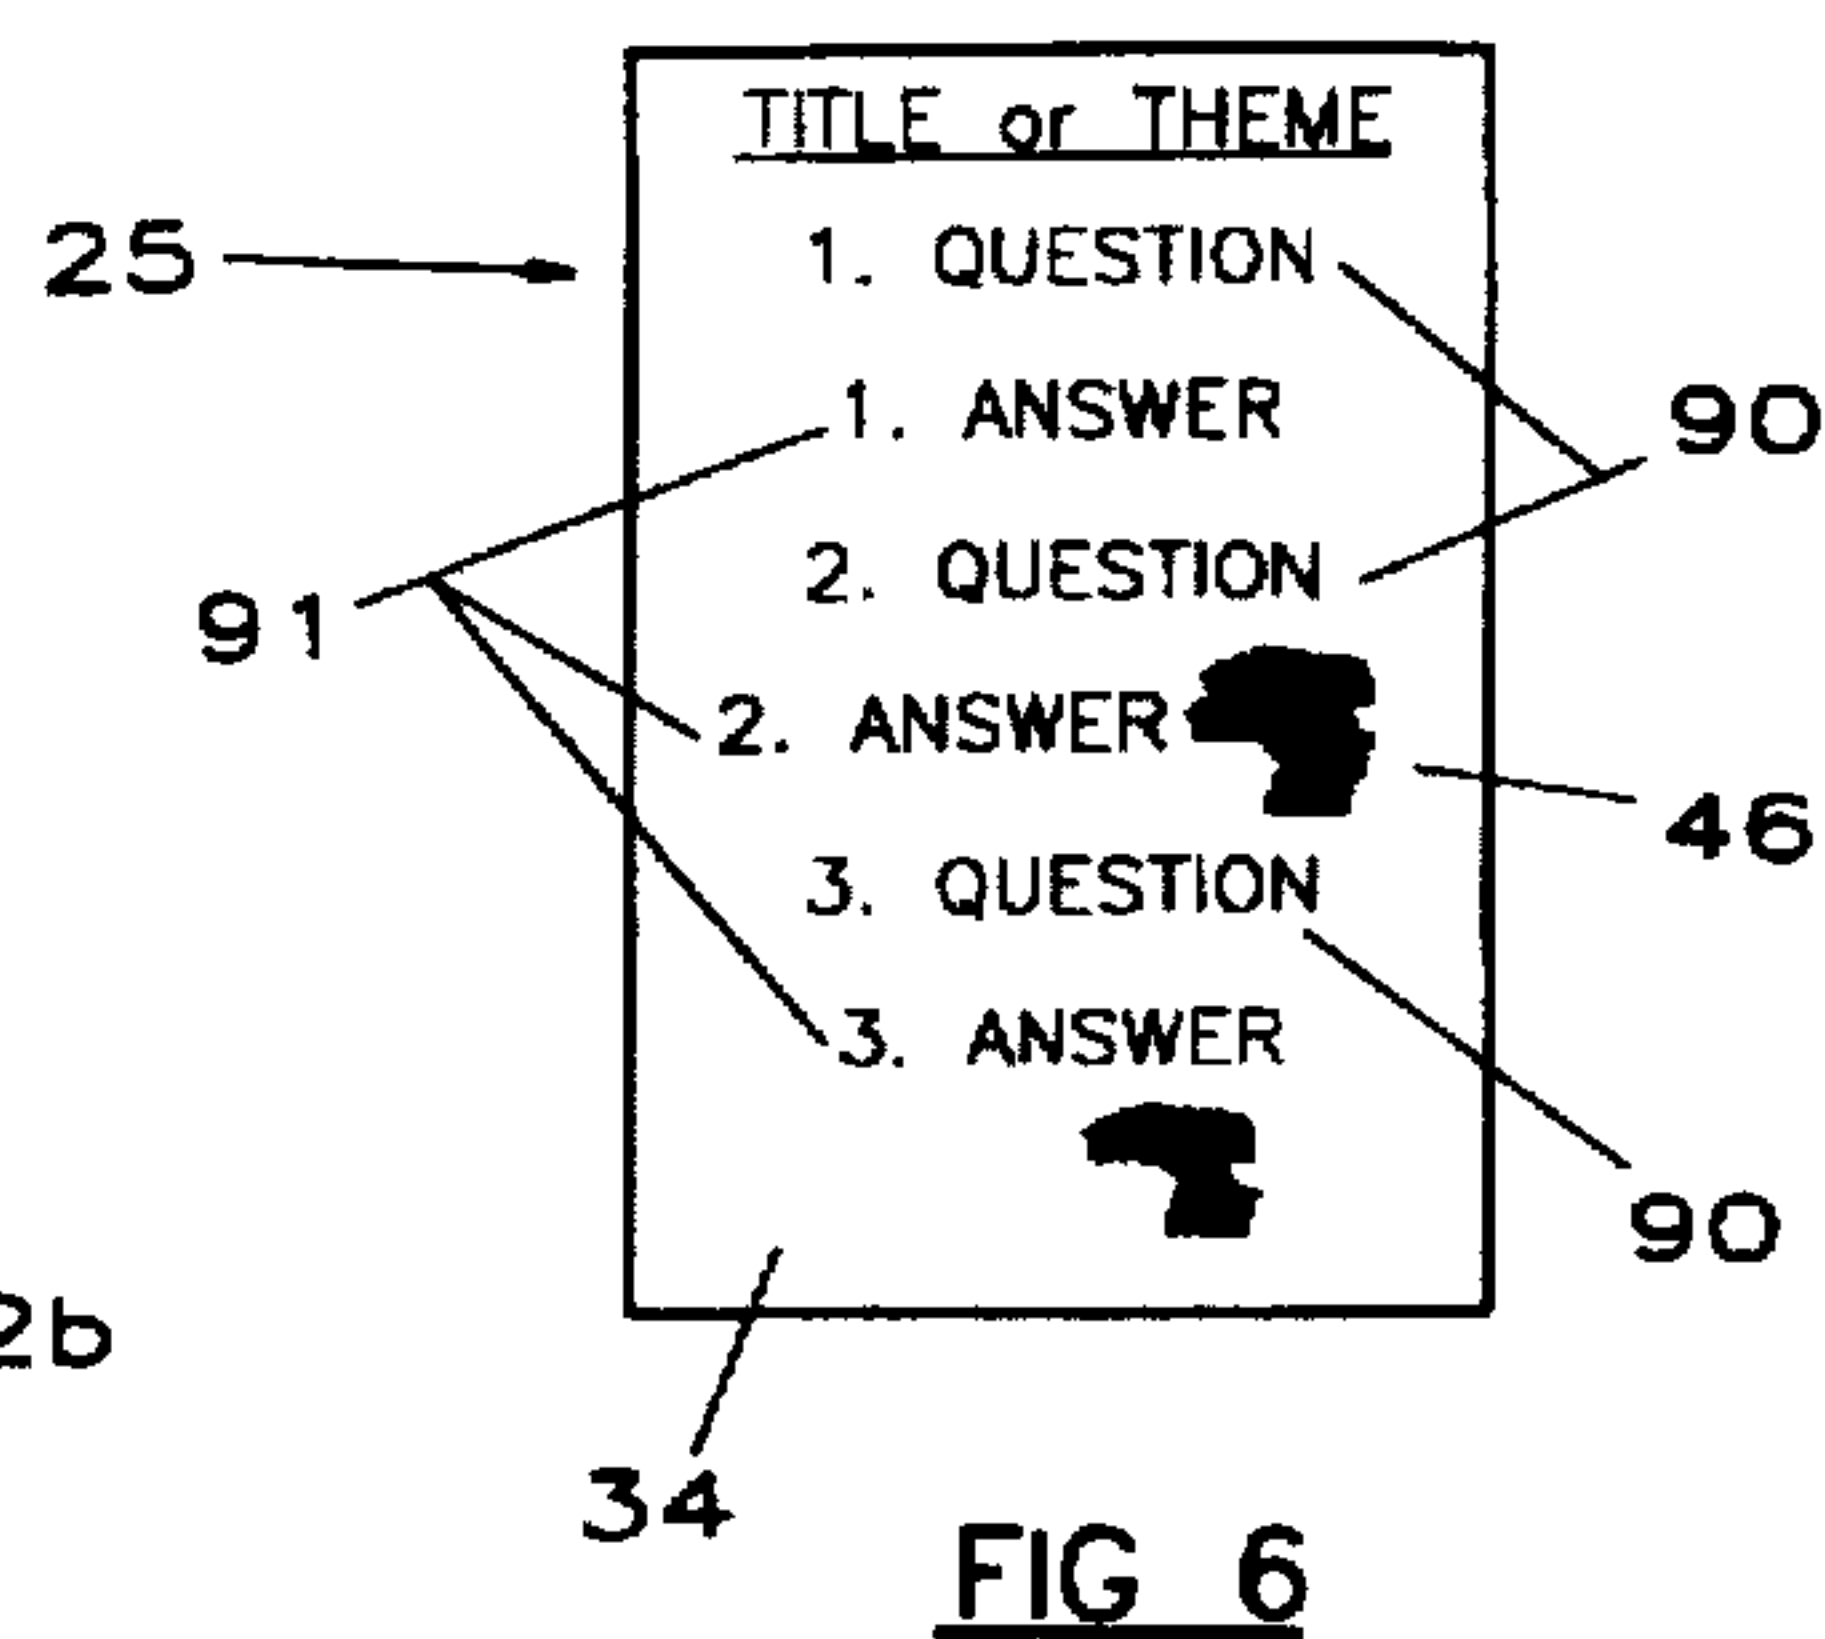 TITLE or THEME
25
1. QUESTION
1. ANSWER
90
2. QUESTION
91
2. ANSWER
46
3. QUESTION
3. ANSWER
90
2b
34
FIG 6